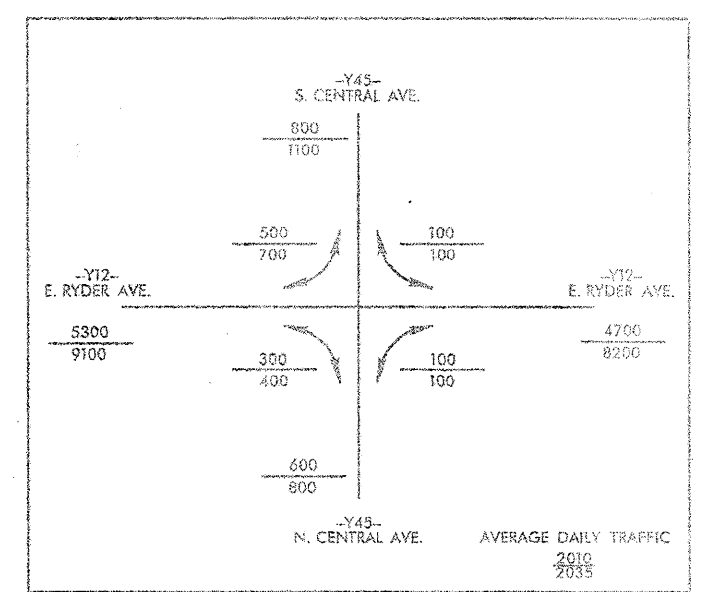 –Y45–
S. CENTRAL AVE.
800
1100
500
700
100
100
–Y12–
E. RYDER AVE.
–Y12–
E. RYDER AVE.
5300
9100
4700
8200
300
400
100
100
600
800
–Y45–
N. CENTRAL AVE.
AVERAGE DAILY TRAFFIC
2010
2035